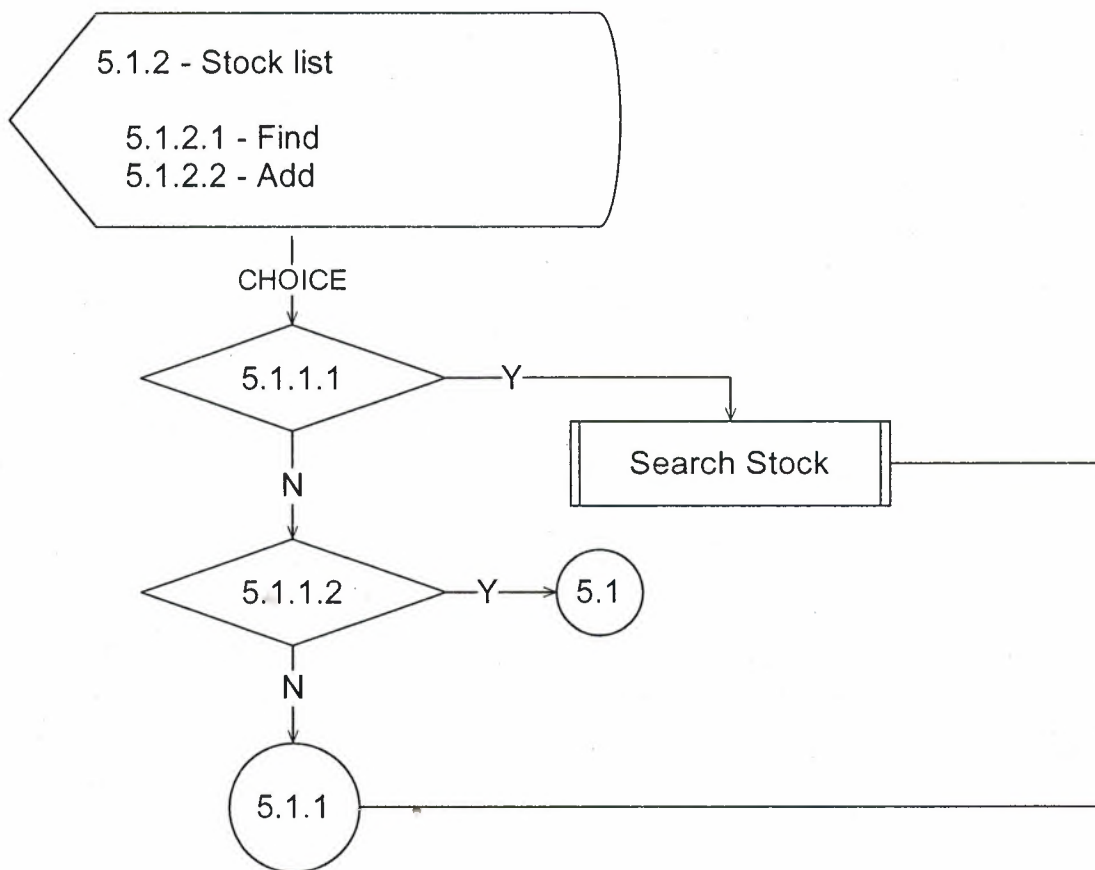 5.1.2 - Stock list
5.1.2.1 - Find
5.1.2.2 - Add
CHOICE
5.1.1.1
Y
Search Stock
N
5.1.1.2
Y
5.1
N
5.1.1